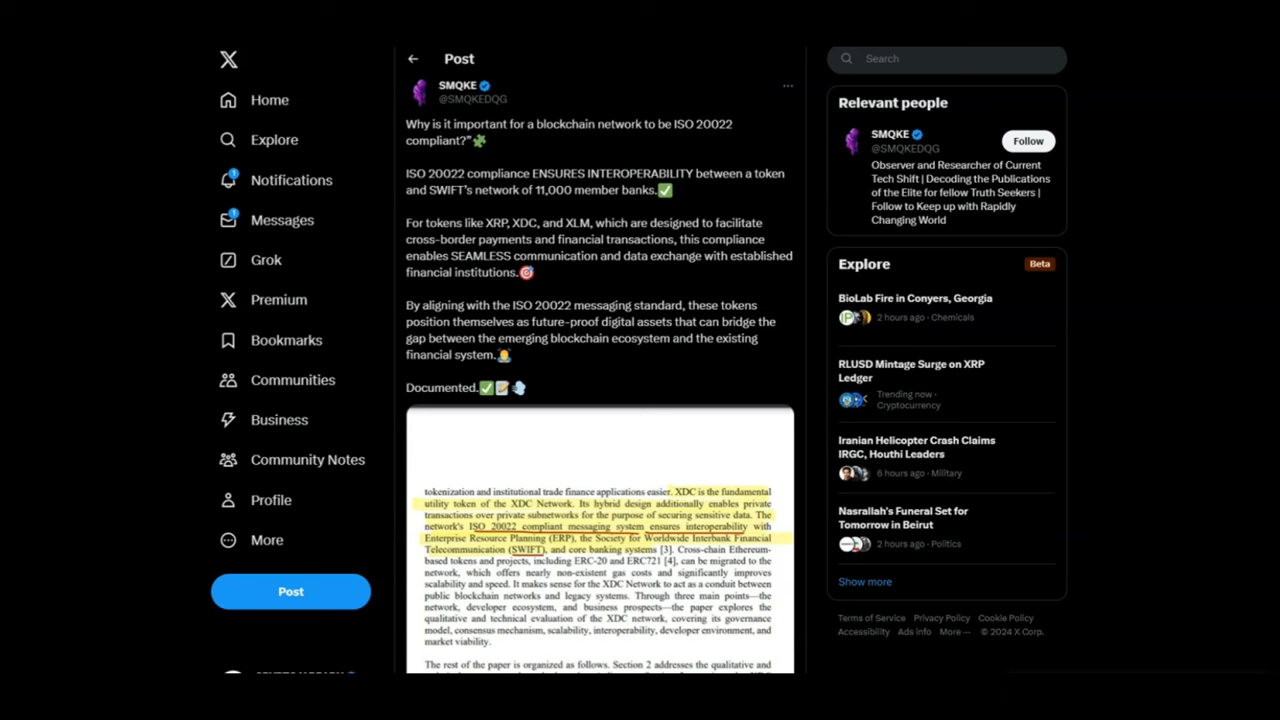 Home
Explore
Notifications
Messages
Grok
Premium
Bookmarks
Communities
Business
Community Notes
Profile
More
Post
Post
SMQKE
@SMQKEDQG
Why is it important for a blockchain network to be ISO 20022
compliant?"
ISO 20022 compliance ENSURES INTEROPERABILITY between a token
and SWIFT's network of 11,000 member banks.
For tokens like XRP, XDC, and XLM, which are designed to facilitate
cross-border payments and financial transactions, this compliance
enables SEAMLESS communication and data exchange with established
financial institutions.
By aligning with the ISO 20022 messaging standard, these tokens
position themselves as future-proof digital assets that can bridge the
gap between the emerging blockchain ecosystem and the existing
financial system.
Documented.
tokenization and institutional trade finance applications easier. XDC is the fundamental
utility token of the XDC Network. Its hybrid design additionally enables private
transactions over private subnetworks for the purpose of securing sensitive data. The
network's ISO 20022 compliant messaging system ensures interoperability with
Enterprise Resource Planning (ERP), the Society for Worldwide Interbank Financial
Telecommunication (SWIFT), and core banking systems [3]. Cross-chain Ethereum-
based tokens and projects, including ERC-20 and ERC721 [4], can be migrated to the
network, which offers nearly non-existent gas costs and significantly improves
scalability and speed. It makes sense for the XDC Network to act as a conduit between
public blockchain networks and legacy systems. Through three main points—the
network, developer ecosystem, and business prospects—the paper explores the
qualitative and technical evaluation of the XDC network, covering its governance
model, consensus mechanism, scalability, interoperability, developer environment, and
market viability.
The rest of the paper is organized as follows. Section 2 addresses the qualitative and
Search
Relevant people
SMQKE
@SMQKEDQG
Follow
Observer and Researcher of Current
Tech Shift | Decoding the Publications
of the Elite for fellow Truth Seekers |
Follow to Keep up with Rapidly
Changing World
Explore
Beta
BioLab Fire in Conyers, Georgia
2 hours ago · Chemicals
RLUSD Mintage Surge on XRP
Ledger
Trending now ·
Cryptocurrency
Iranian Helicopter Crash Claims
IRGC, Houthi Leaders
6 hours ago · Military
Nasrallah's Funeral Set for
Tomorrow in Beirut
2 hours ago · Politics
Show more
Terms of Service Privacy Policy Cookie Policy
Accessibility Ads info More ··· © 2024 X Corp.